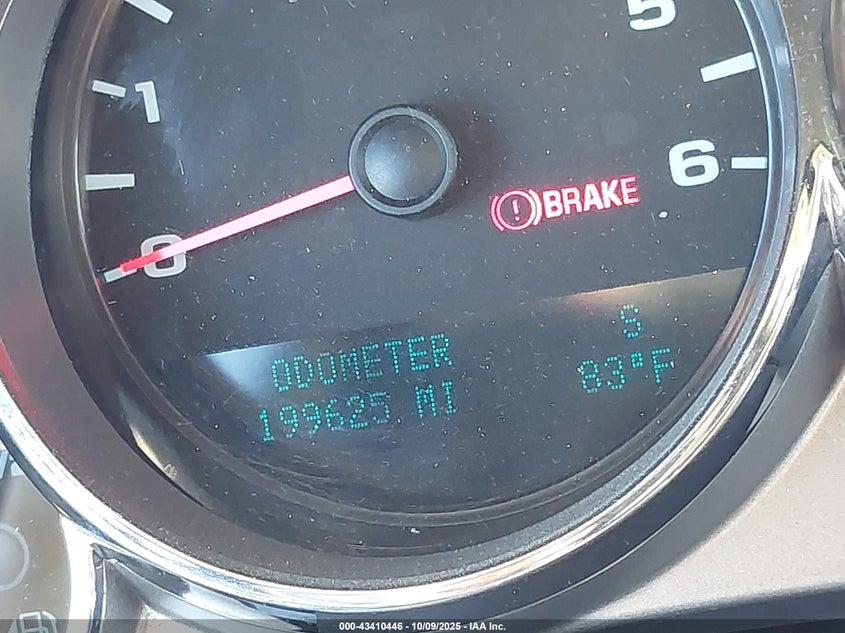 5
1
6
0
(!) BRAKE
S
ODOMETER
83°F
199625 MI
000-43410446 - 10/09/2025 - IAA Inc.